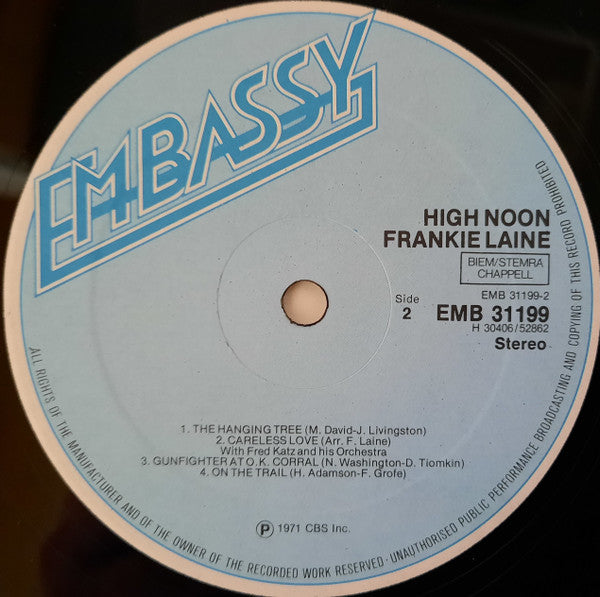 EMBASSY
HIGH NOON
FRANKIE LAINE
BIEM/STEMRA
CHAPPELL
EMB 31199-2
Side
2
EMB 31199
H 30406/52862
Stereo
1. THE HANGING TREE (M. David-J. Livingston)
2. CARELESS LOVE (Arr. F. Laine)
With Fred Katz and his Orchestra
3. GUNFIGHTER AT O.K. CORRAL (N. Washington-D. Tiomkin)
4. ON THE TRAIL (H. Adamson-F. Grofe)
℗ 1971 CBS Inc.
ALL RIGHTS OF THE MANUFACTURER AND OF THE OWNER OF THE RECORDED WORK RESERVED · UNAUTHORISED PUBLIC PERFORMANCE BROADCASTING AND COPYING OF THIS RECORD PROHIBITED